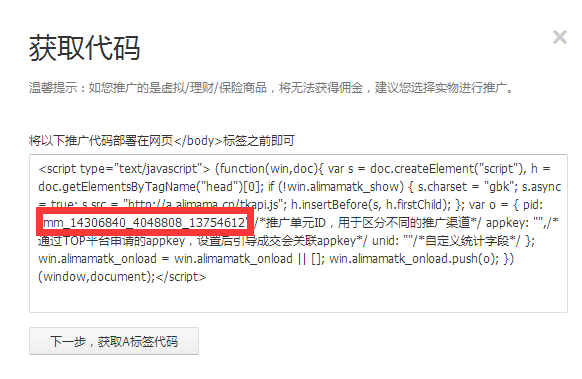 获取代码
×
温馨提示：如您推广的是虚拟/理财/保险商品，将无法获得佣金，建议您选择实物进行推广。
将以下推广代码部署在网页</body>标签之前即可
<script type="text/javascript"> (function(win,doc){ var s = doc.createElement("script"), h =
doc.getElementsByTagName("head")[0]; if (!win.alimamatk_show) { s.charset = "gbk"; s.async
= true; s.src = "http://a.alimama.cn/tkapi.js"; h.insertBefore(s, h.firstChild); }; var o = { pid:
mm_14306840_4048808_13754612 /*推广单元ID，用于区分不同的推广渠道*/ appkey: "",/*
通过TOP平台申请的appkey，设置后引导成交会关联appkey*/ unid: ""/*自定义统计字段*/ };
win.alimamatk_onload = win.alimamatk_onload || []; win.alimamatk_onload.push(o); })
(window,document);</script>
下一步，获取A标签代码